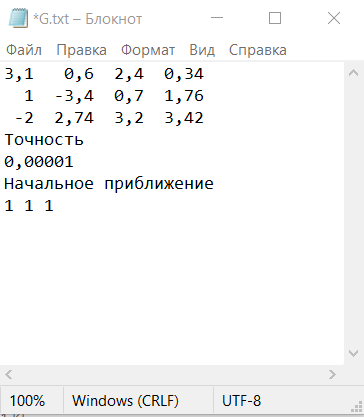 *G.txt – Блокнот
Файл Правка Формат Вид Справка
3,1 0,6 2,4 0,34
1 -3,4 0,7 1,76
-2 2,74 3,2 3,42
Точность
0,00001
Начальное приближение
1 1 1
100% Windows (CRLF) UTF-8